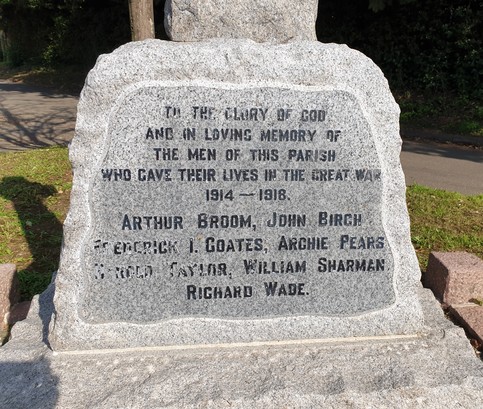 TO THE GLORY OF GOD
AND IN LOVING MEMORY OF
THE MEN OF THIS PARISH
WHO GAVE THEIR LIVES IN THE GREAT WAR
1914 — 1918.
ARTHUR BROOM, JOHN BIRCH
FREDERICK I. COATES, ARCHIE PEARS
TAYLOR, WILLIAM SHARMAN
RICHARD WADE.